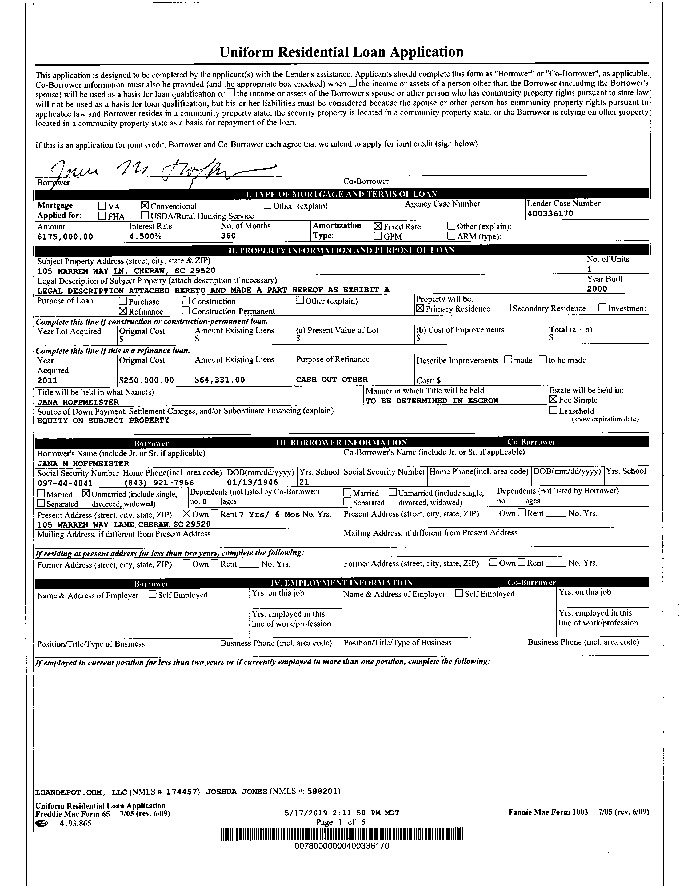 Uniform Residential Loan Application
This application is designed to be completed by the applicant(s) with the Lender's assistance. Applicants should complete this form as "Borrower" or "Co-Borrower", as applicable.
Co-Borrower information must also be provided (and the appropriate box checked) when ☐ the income or assets of a person other than the Borrower (including the Borrower's
spouse) will be used as a basis for loan qualification or ☐ the income or assets of the Borrower's spouse or other person who has community property rights pursuant to state law
will not be used as a basis for loan qualification, but his or her liabilities must be considered because the spouse or other person has community property rights pursuant to
applicable law and Borrower resides in a community property state, the security property is located in a community property state, or the Borrower is relying on other property
located in a community property state as a basis for repayment of the loan.
If this is an application for joint credit, Borrower and Co-Borrower each agree that we intend to apply for joint credit (sign below)
Borrower Co-Borrower
I. TYPE OF MORTGAGE AND TERMS OF LOAN
Mortgage ☐ VA ☒ Conventional ☐ Other (explain) Agency Case Number Lender Case Number
Applied for: ☐ FHA ☐ USDA/Rural Housing Service 400336170
Amount Interest Rate No. of Months Amortization ☒ Fixed Rate ☐ Other (explain):
$175,000.00 4.500% 360 Type: ☐ GPM ☐ ARM (type):
II. PROPERTY INFORMATION AND PURPOSE OF LOAN
Subject Property Address (street, city, state & ZIP) No. of Units
105 WARREN WAY LN, CHERAW, SC 29520 1
Legal Description of Subject Property (attach description if necessary) Year Built
LEGAL DESCRIPTION ATTACHED HERETO AND MADE A PART HEREOF AS EXHIBIT A 2000
Purpose of Loan ☐ Purchase ☐ Construction ☐ Other (explain) Property will be:
☒ Refinance ☐ Construction Permanent ☒ Primary Residence ☐ Secondary Residence ☐ Investment
Complete this line if construction or construction-permanent loan.
Year Lot Acquired Original Cost Amount Existing Liens (a) Present Value of Lot (b) Cost of Improvements Total (a + b)
$ $ $ $ $
Complete this line if this is a refinance loan.
Year Original Cost Amount Existing Liens Purpose of Refinance Describe Improvements ☐ made ☐ to be made
Acquired
2011 $250,000.00 $64,331.00 CASH OUT OTHER Cost: $
Title will be held in what Name(s) Manner in which Title will be held Estate will be held in:
JANA HOFFMEISTER TO BE DETERMINED IN ESCROW ☒ Fee Simple
Source of Down Payment, Settlement Charges, and/or Subordinate Financing (explain) ☐ Leasehold
EQUITY ON SUBJECT PROPERTY (show expiration date)
Borrower III. BORROWER INFORMATION Co-Borrower
Borrower's Name (include Jr. or Sr. if applicable) Co-Borrower's Name (include Jr. or Sr. if applicable)
JANA M HOFFMEISTER
Social Security Number Home Phone(incl. area code) DOB(mm/dd/yyyy) Yrs. School Social Security Number Home Phone(incl. area code) DOB(mm/dd/yyyy) Yrs. School
097-44-4041 (843) 921-7966 01/13/1946 21
☐ Married ☒ Unmarried (include single, Dependents (not listed by Co-Borrower) ☐ Married ☐ Unmarried (include single, Dependents (not listed by Borrower)
☐ Separated divorced, widowed) no. 0 ages ☐ Separated divorced, widowed) no. ages
Present Address (street, city, state, ZIP) ☒ Own ☐ Rent 7 Yrs/ 6 Mos No. Yrs. Present Address (street, city, state, ZIP) ☐ Own ☐ Rent ____ No. Yrs.
105 WARREN WAY LANE, CHERAW, SC 29520
Mailing Address, if different from Present Address Mailing Address, if different from Present Address
If residing at present address for less than two years, complete the following:
Former Address (street, city, state, ZIP) ☐ Own ☐ Rent ____ No. Yrs. Former Address (street, city, state, ZIP) ☐ Own ☐ Rent ____ No. Yrs.
Borrower IV. EMPLOYMENT INFORMATION Co-Borrower
Name & Address of Employer ☐ Self Employed Yrs. on this job Name & Address of Employer ☐ Self Employed Yrs. on this job
Yrs. employed in this Yrs. employed in this
line of work/profession line of work/profession
Position/Title/Type of Business Business Phone (incl. area code) Position/Title/Type of Business Business Phone (incl. area code)
If employed in current position for less than two years or if currently employed in more than one position, complete the following:
LOANDEPOT.COM, LLC (NMLS # 174457) JOSHUA JONES (NMLS # 500201)
Uniform Residential Loan Application
Freddie Mac Form 65 7/05 (rev. 6/09) 5/17/2019 2:11:50 PM MDT Fannie Mae Form 1003 7/05 (rev. 6/09)
4.93.865 Page 1 of 5